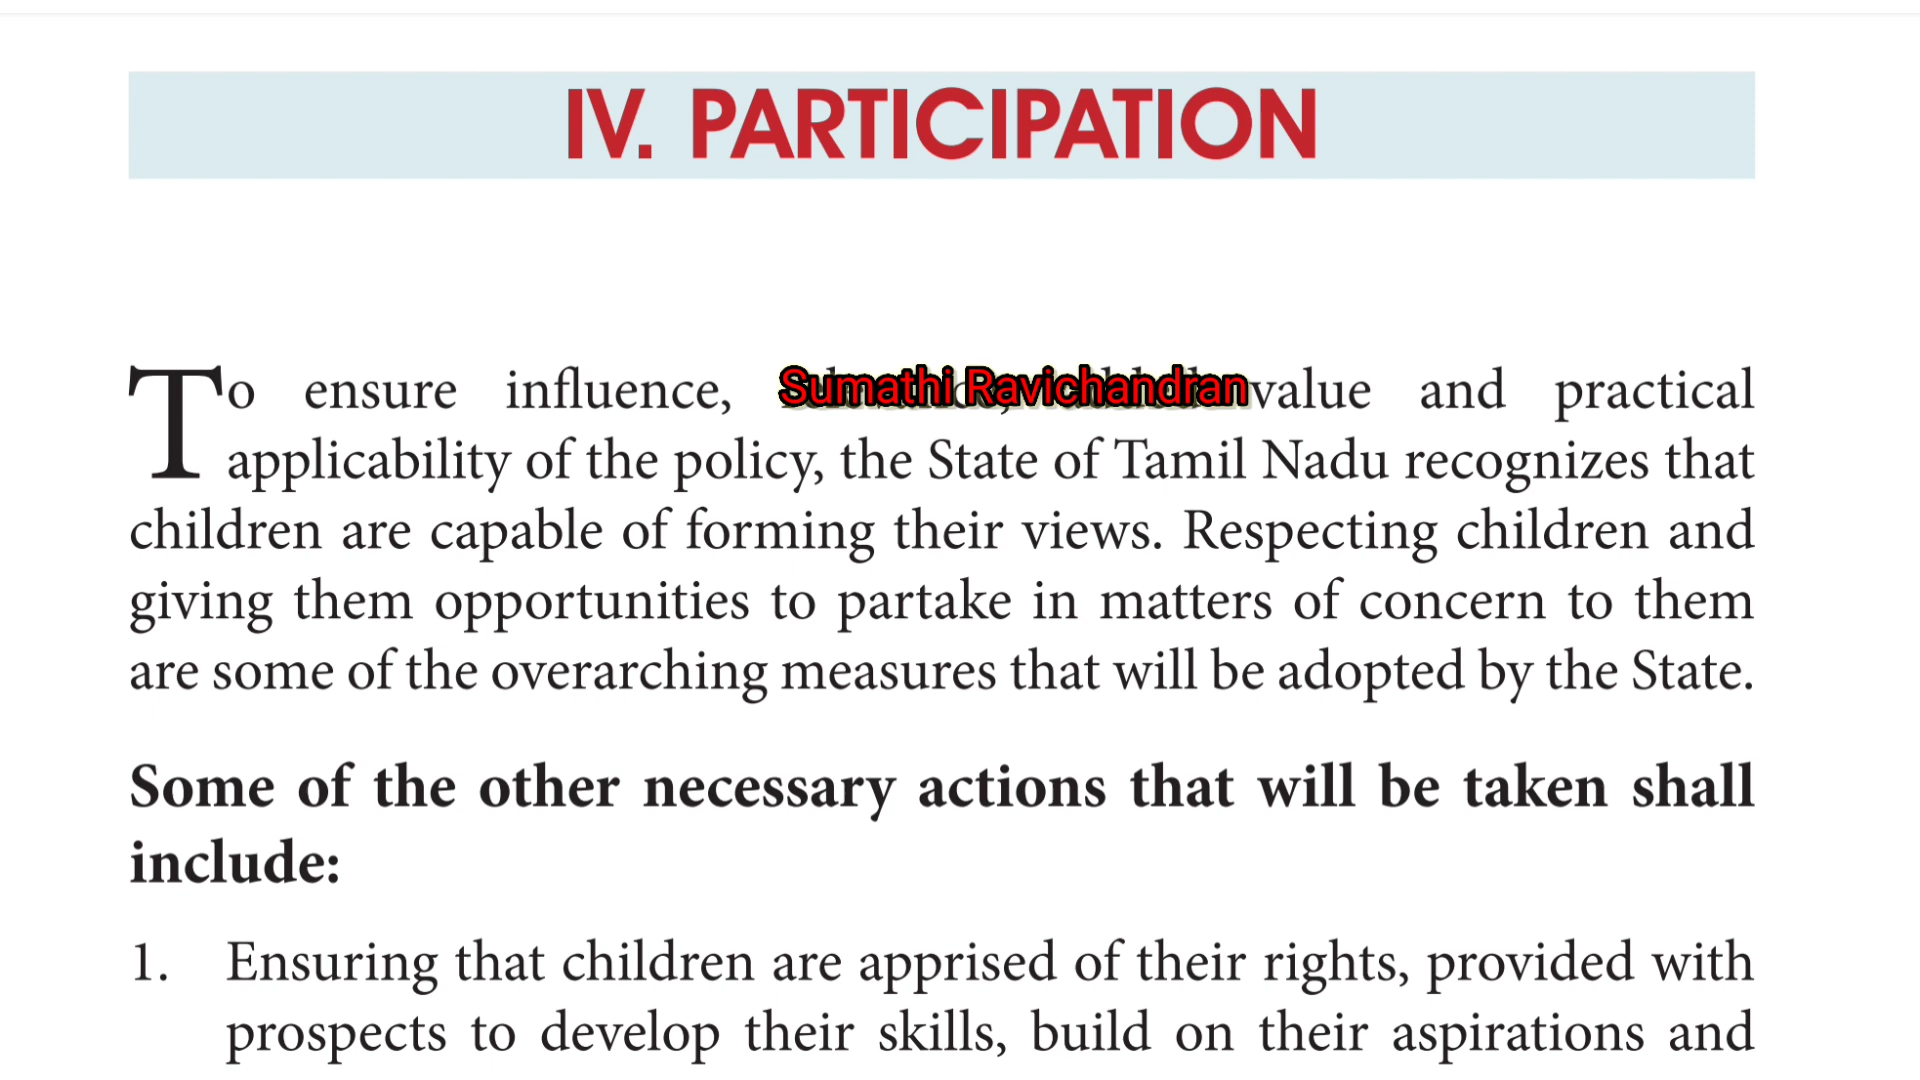 IV. PARTICIPATION
To ensure influence, Sumathi Ravichandran value and practical
applicability of the policy, the State of Tamil Nadu recognizes that
children are capable of forming their views. Respecting children and
giving them opportunities to partake in matters of concern to them
are some of the overarching measures that will be adopted by the State.
Some of the other necessary actions that will be taken shall
include:
1. Ensuring that children are apprised of their rights, provided with
prospects to develop their skills, build on their aspirations and